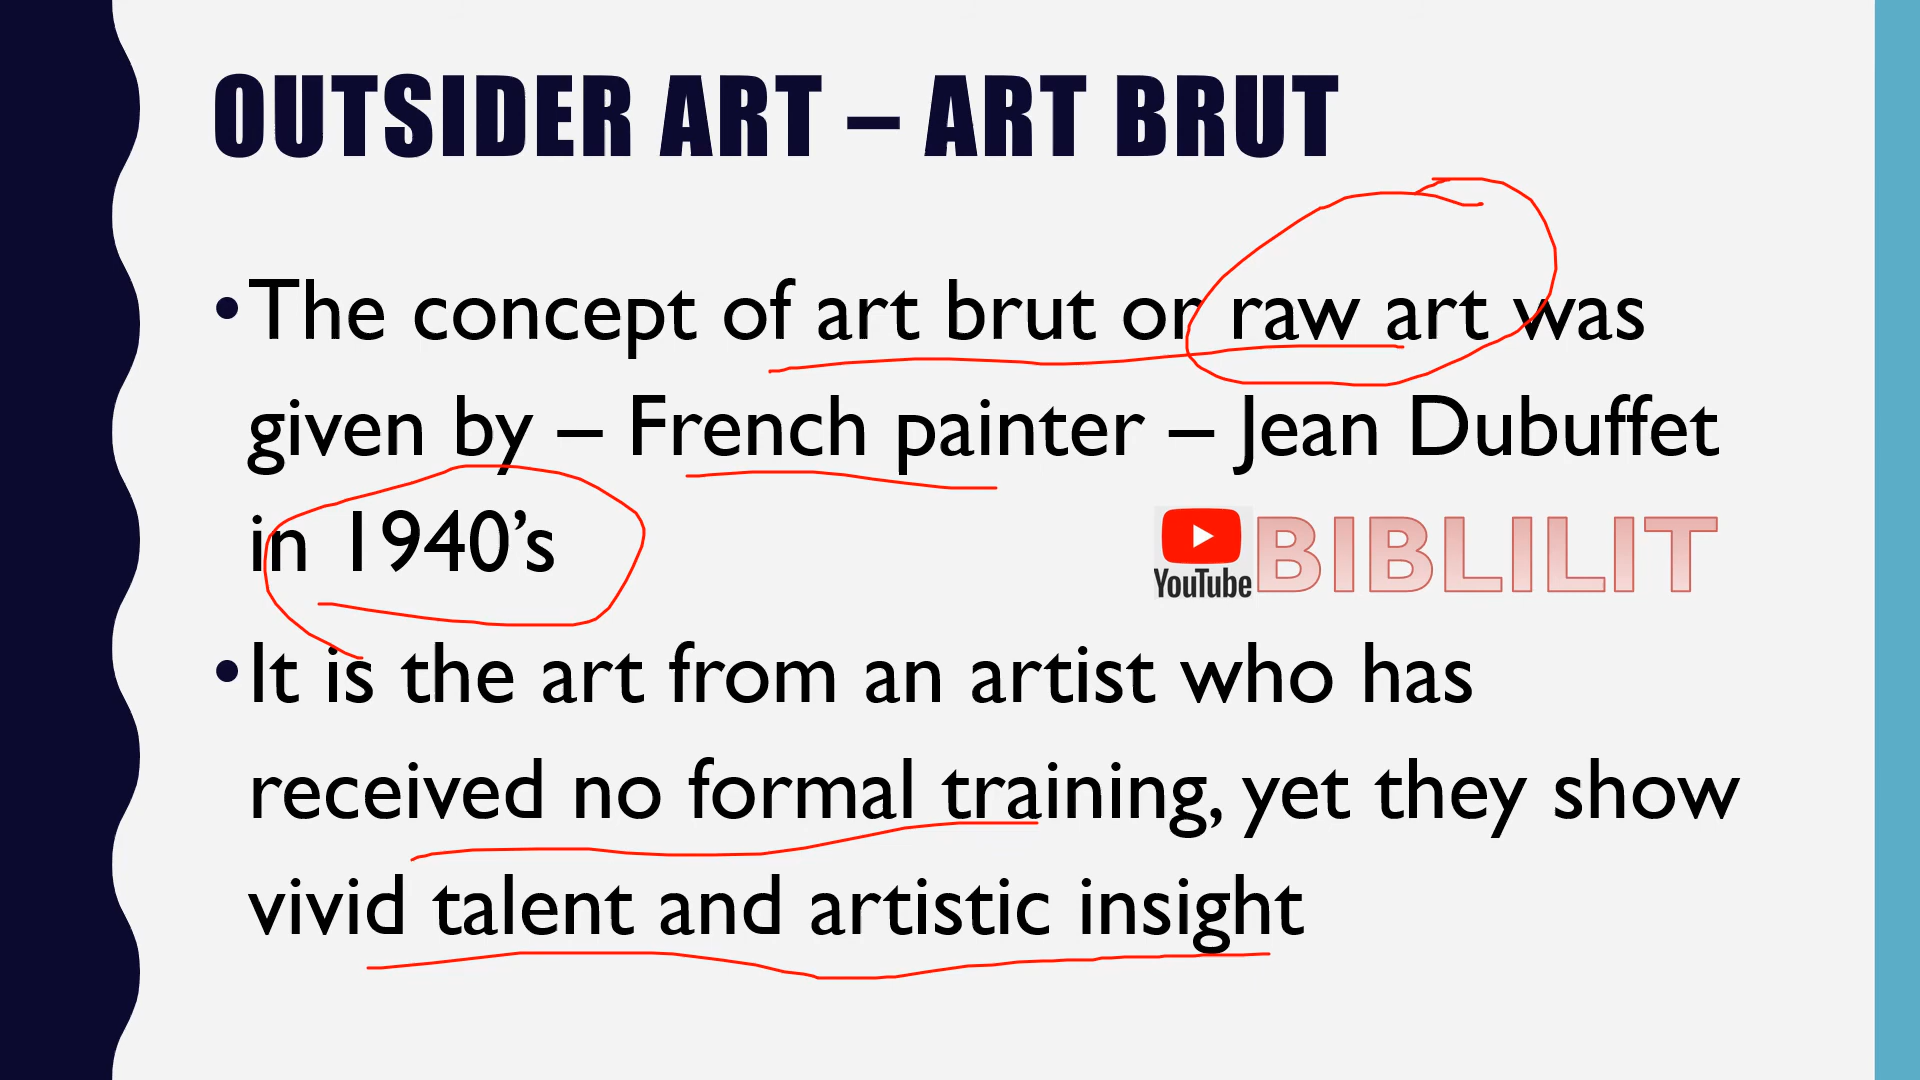 OUTSIDER ART – ART BRUT
•The concept of art brut or raw art was
given by – French painter – Jean Dubuffet
in 1940’s
YouTube BIBLILIT
•It is the art from an artist who has
received no formal training, yet they show
vivid talent and artistic insight